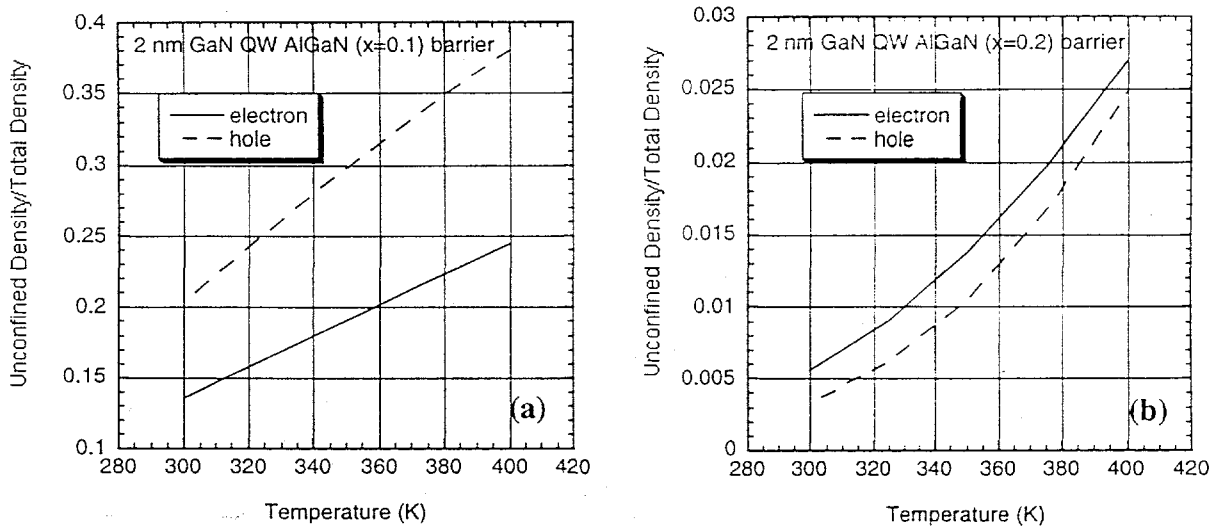 2 nm GaN QW AlGaN (x=0.1) barrier
electron
hole
Unconfined Density/Total Density
0.4
0.35
0.3
0.25
0.2
0.15
0.1
280 300 320 340 360 380 400 420
Temperature (K)
(a)
2 nm GaN QW AlGaN (x=0.2) barrier
electron
hole
Unconfined Density/Total Density
0.03
0.025
0.02
0.015
0.01
0.005
0
280 300 320 340 360 380 400 420
Temperature (K)
(b)